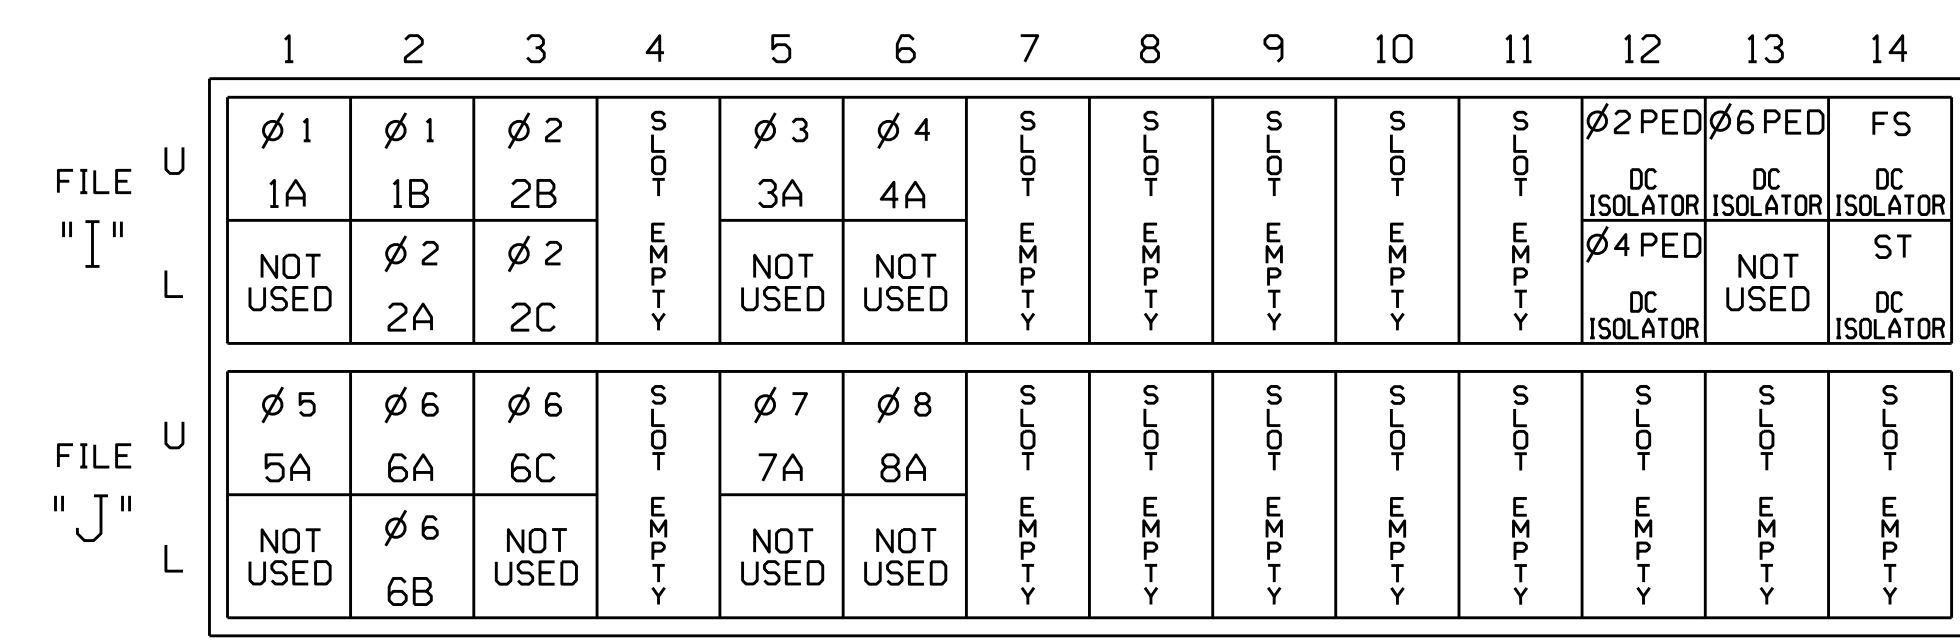 1 2 3 4 5 6 7 8 9 10 11 12 13 14
FILE "I"
U
Ø 1 1A
Ø 1 1B
Ø 2 2B
SLOT EMPTY
Ø 3 3A
Ø 4 4A
SLOT EMPTY
SLOT EMPTY
SLOT EMPTY
SLOT EMPTY
SLOT EMPTY
Ø2 PED DC ISOLATOR
Ø6 PED DC ISOLATOR
FS DC ISOLATOR
L
NOT USED
Ø 2 2A
Ø 2 2C
NOT USED
NOT USED
Ø4 PED DC ISOLATOR
NOT USED
ST DC ISOLATOR
FILE "J"
U
Ø 5 5A
Ø 6 6A
Ø 6 6C
SLOT EMPTY
Ø 7 7A
Ø 8 8A
SLOT EMPTY
SLOT EMPTY
SLOT EMPTY
SLOT EMPTY
SLOT EMPTY
SLOT EMPTY
SLOT EMPTY
SLOT EMPTY
L
NOT USED
Ø 6 6B
NOT USED
NOT USED
NOT USED